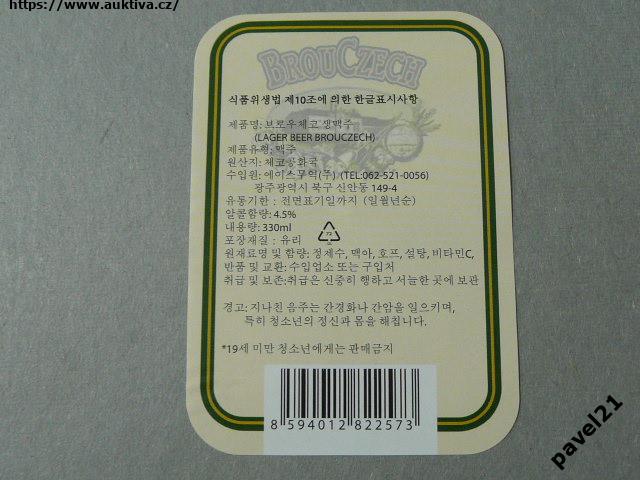 https://www.auktiva.cz/
BROUCZECH
식품위생법 제10조에 의한 한글표시사항
제품명: 브로우체코 생맥주
(LAGER BEER BROUCZECH)
제품유형: 맥주
원산지: 체코공화국
수입원: 에이스무역(주) (TEL:062-521-0056)
광주광역시 북구 신안동 149-4
유통기한 : 전면표기일까지 (일월년순)
알콜함량: 4.5%
내용량: 330ml
포장재질 : 유리
72
원재료명 및 함량: 정제수, 맥아, 호프, 설탕, 비타민C,
반품 및 교환: 수입업소 또는 구입처
취급 및 보존:취급은 신중히 행하고 서늘한 곳에 보관
경고: 지나친 음주는 간경화나 간암을 일으키며,
특히 청소년의 정신과 몸을 해칩니다.
*19세 미만 청소년에게는 판매금지
8 594012 822573
pavel21